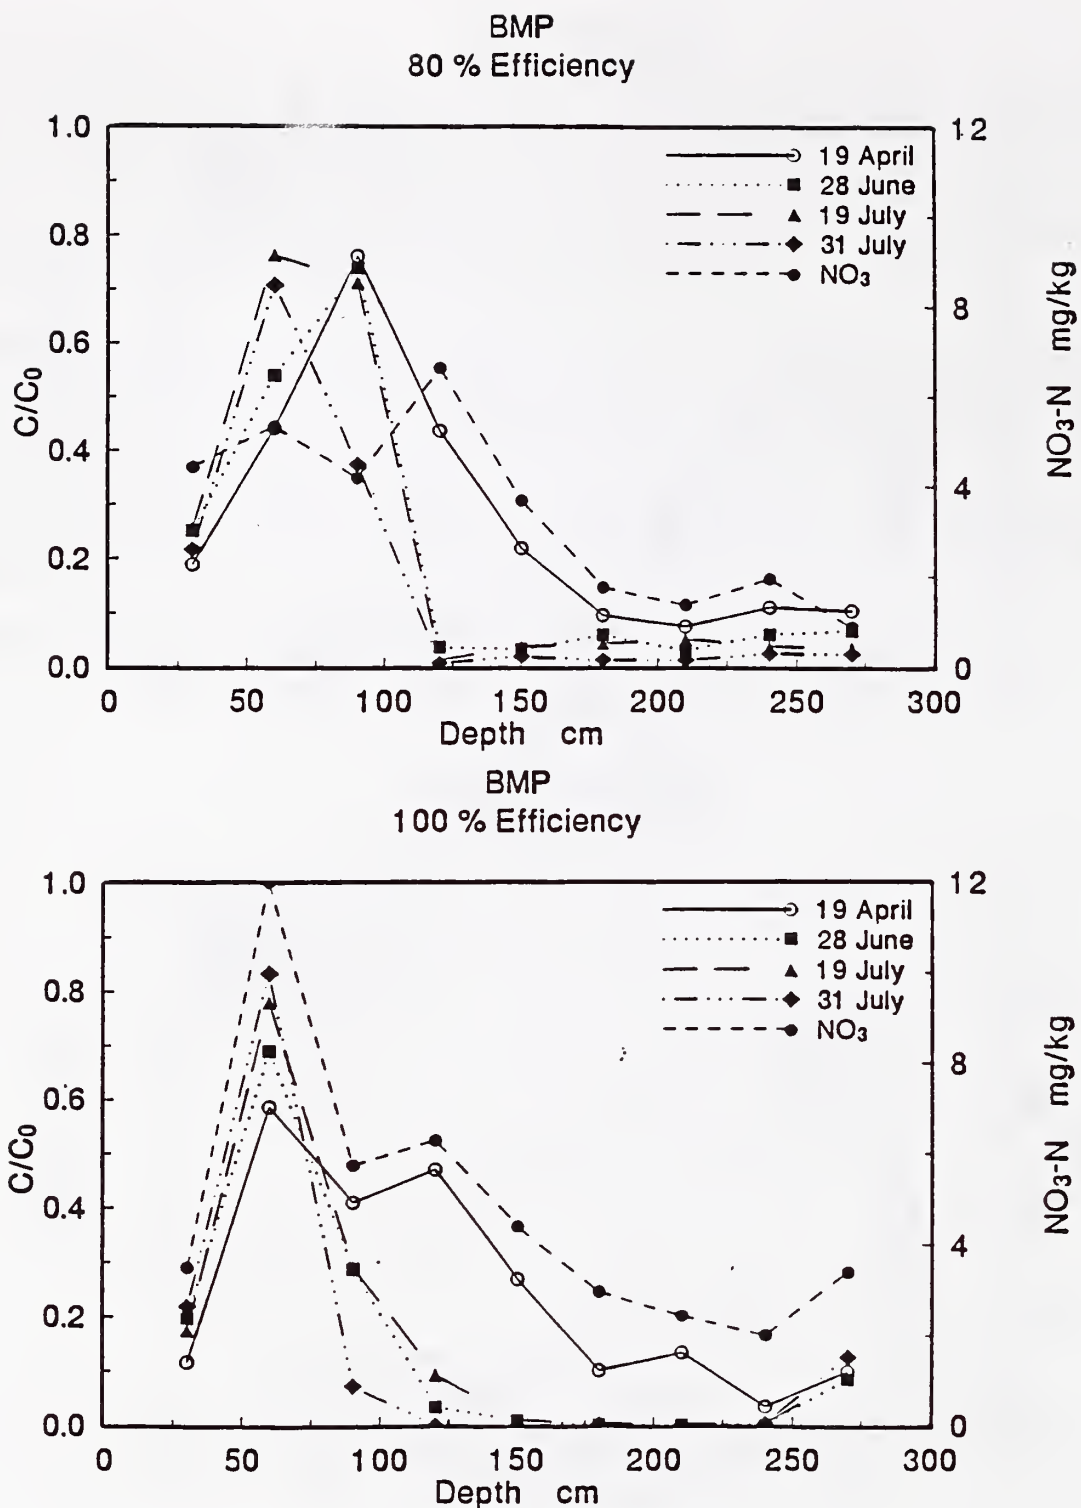 BMP
80 % Efficiency
1.0
0.8
0.6
0.4
0.2
0.0
C/C0
12
8
4
0
NO3-N mg/kg
19 April
28 June
19 July
31 July
NO3
0 50 100 150 200 250 300
Depth cm
BMP
100 % Efficiency
1.0
0.8
0.6
0.4
0.2
0.0
C/C0
12
8
4
0
NO3-N mg/kg
19 April
28 June
19 July
31 July
NO3
0 50 100 150 200 250 300
Depth cm